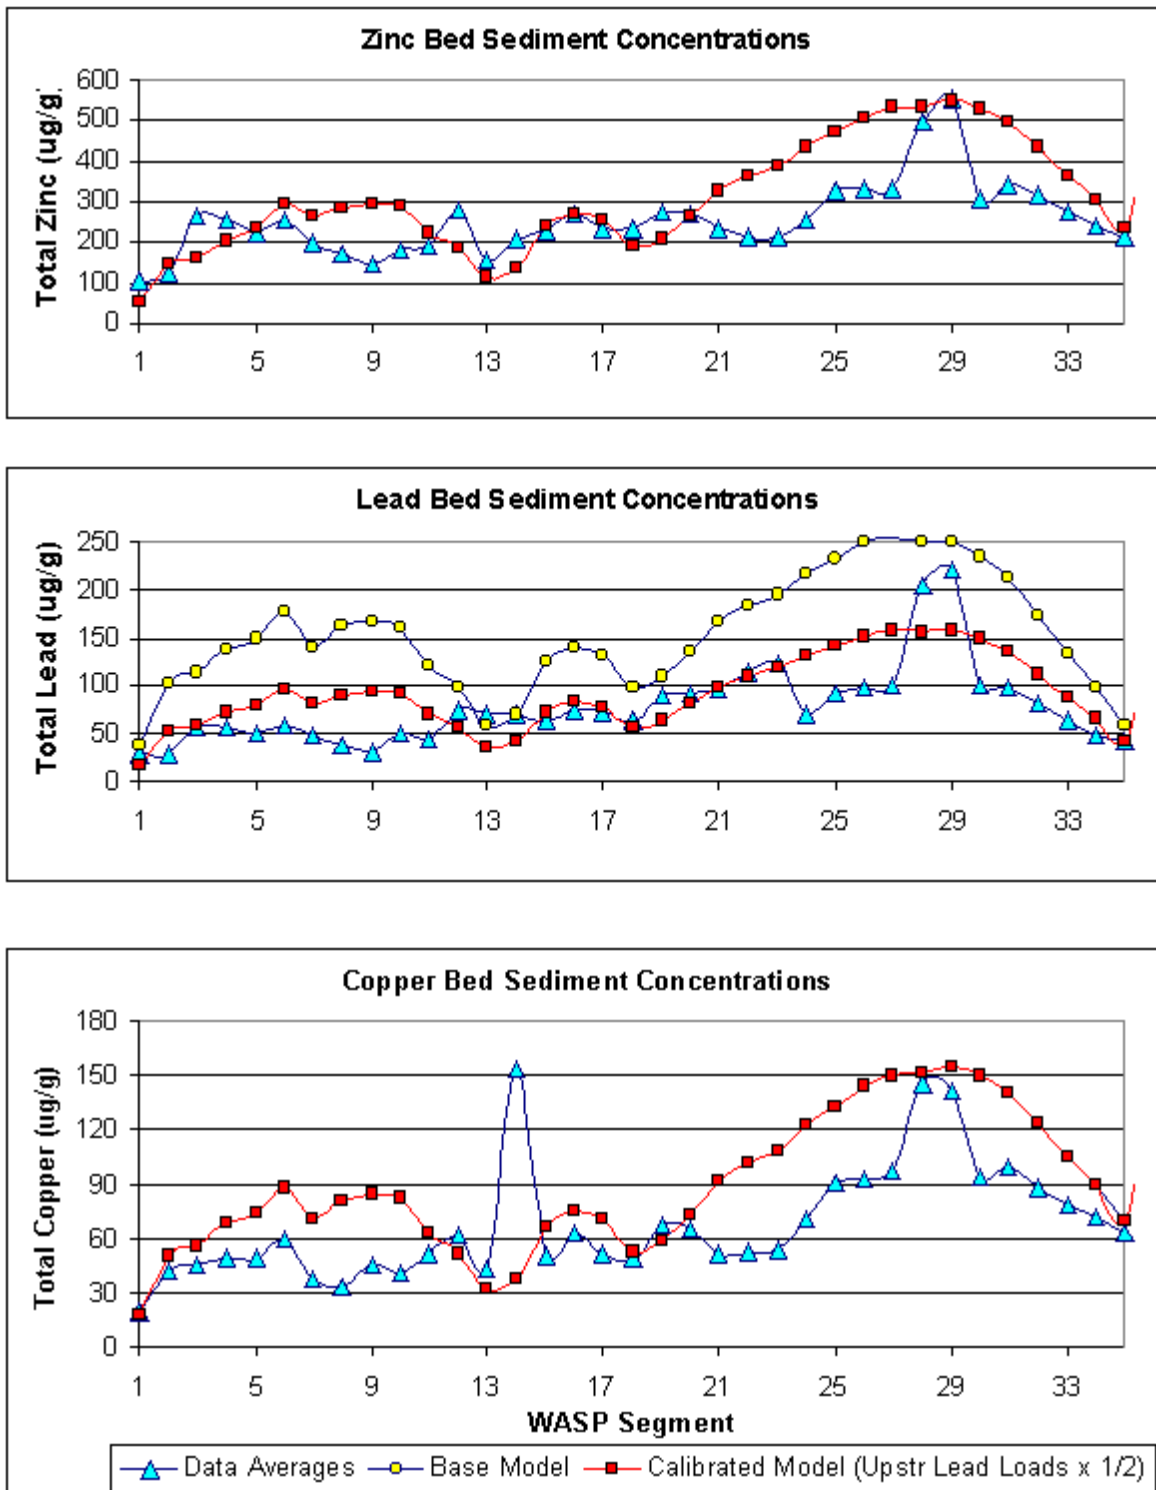 Zinc Bed Sediment Concentrations
Total Zinc (ug/g)
600
500
400
300
200
100
0
1 5 9 13 17 21 25 29 33
Lead Bed Sediment Concentrations
Total Lead (ug/g)
250
200
150
100
50
0
1 5 9 13 17 21 25 29 33
Copper Bed Sediment Concentrations
Total Copper (ug/g)
180
150
120
90
60
30
0
1 5 9 13 17 21 25 29 33
WASP Segment
Data Averages Base Model Calibrated Model (Upstr Lead Loads x 1/2)